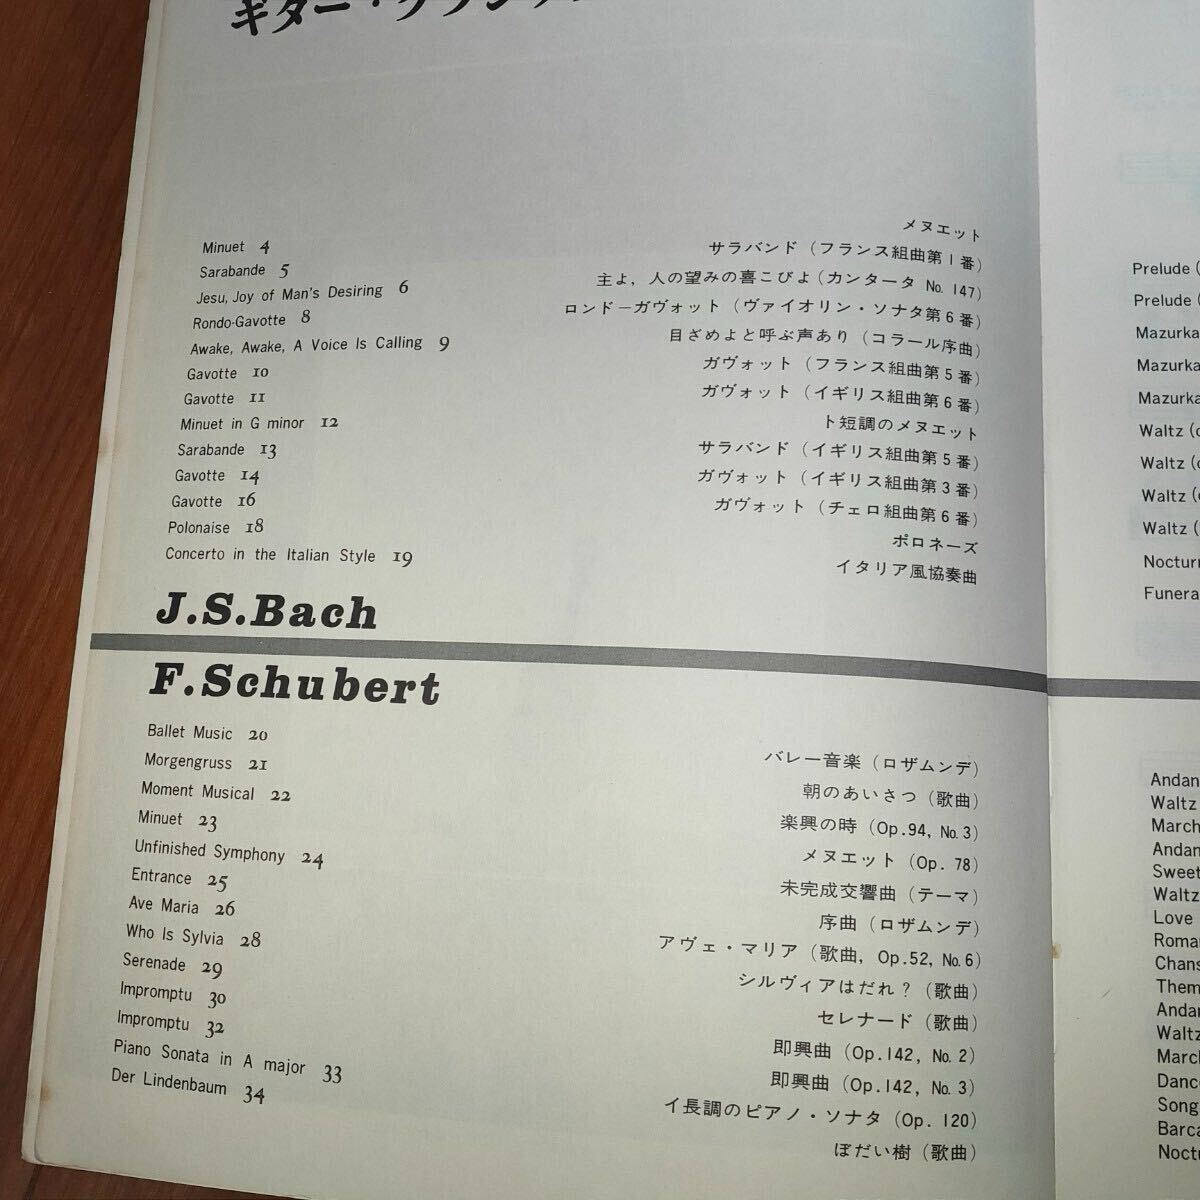 ギター・
Minuet 4 メヌエット
Sarabande 5 サラバンド (フランス組曲第1番)
Jesu, Joy of Man's Desiring 6 主よ, 人の望みの喜こびよ (カンタータ No. 147)
Rondo-Gavotte 8 ロンドーガヴォット (ヴァイオリン・ソナタ第6番)
Awake, Awake, A Voice Is Calling 9 目ざめよと呼ぶ声あり (コラール序曲)
Gavotte 10 ガヴォット (フランス組曲第5番)
Gavotte 11 ガヴォット (イギリス組曲第6番)
Minuet in G minor 12 ト短調のメヌエット
Sarabande 13 サラバンド (イギリス組曲第5番)
Gavotte 14 ガヴォット (イギリス組曲第3番)
Gavotte 16 ガヴォット (チェロ組曲第6番)
Polonaise 18 ポロネーズ
Concerto in the Italian Style 19 イタリア風協奏曲
J.S.Bach
F.Schubert
Ballet Music 20 バレー音楽 (ロザムンデ)
Morgengruss 21 朝のあいさつ (歌曲)
Moment Musical 22 楽興の時 (Op.94, No.3)
Minuet 23 メヌエット (Op. 78)
Unfinished Symphony 24 未完成交響曲 (テーマ)
Entrance 25 序曲 (ロザムンデ)
Ave Maria 26 アヴェ・マリア (歌曲, Op.52, No.6)
Who Is Sylvia 28 シルヴィアはだれ? (歌曲)
Serenade 29 セレナード (歌曲)
Impromptu 30 即興曲 (Op.142, No.2)
Impromptu 32 即興曲 (Op.142, No.3)
Piano Sonata in A major 33 イ長調のピアノ・ソナタ (Op. 120)
Der Lindenbaum 34 ぼだい樹 (歌曲)
Prelude (
Prelude (
Mazurka
Mazurka
Mazurka
Waltz (
Waltz (
Waltz (
Waltz (
Nocturn
Funera
Andan
Waltz
March
Andan
Sweet
Waltz
Love
Roman
Chans
Them
Andan
Waltz
March
Dance
Song
Barca
Noctu